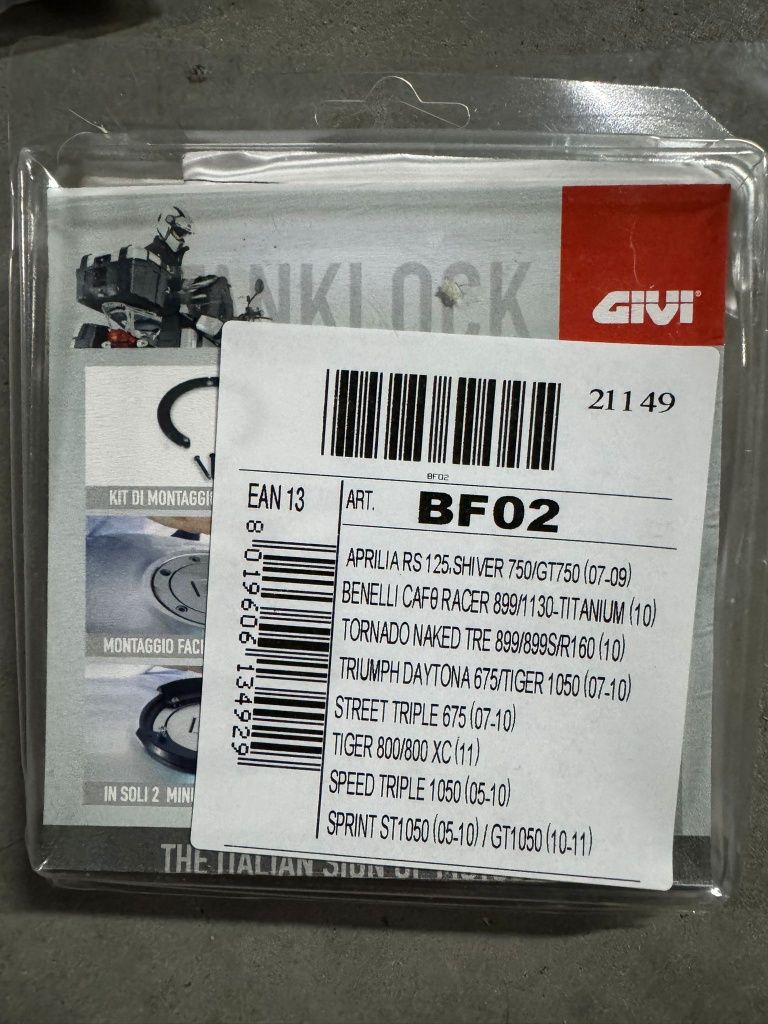 TANKLOCK
GIVI®
21149
BF02
EAN 13
ART. BF02
8 019606 134929
APRILIA RS 125,SHIVER 750/GT750 (07-09)
BENELLI CAFθ RACER 899/1130-TITANIUM (10)
TORNADO NAKED TRE 899/899S/R160 (10)
TRIUMPH DAYTONA 675/TIGER 1050 (07-10)
STREET TRIPLE 675 (07-10)
TIGER 800/800 XC (11)
SPEED TRIPLE 1050 (05-10)
SPRINT ST1050 (05-10) / GT1050 (10-11)
KIT DI MONTAGGI
MONTAGGIO FACI
IN SOLI 2 MIN
THE ITALIAN SIGN OF